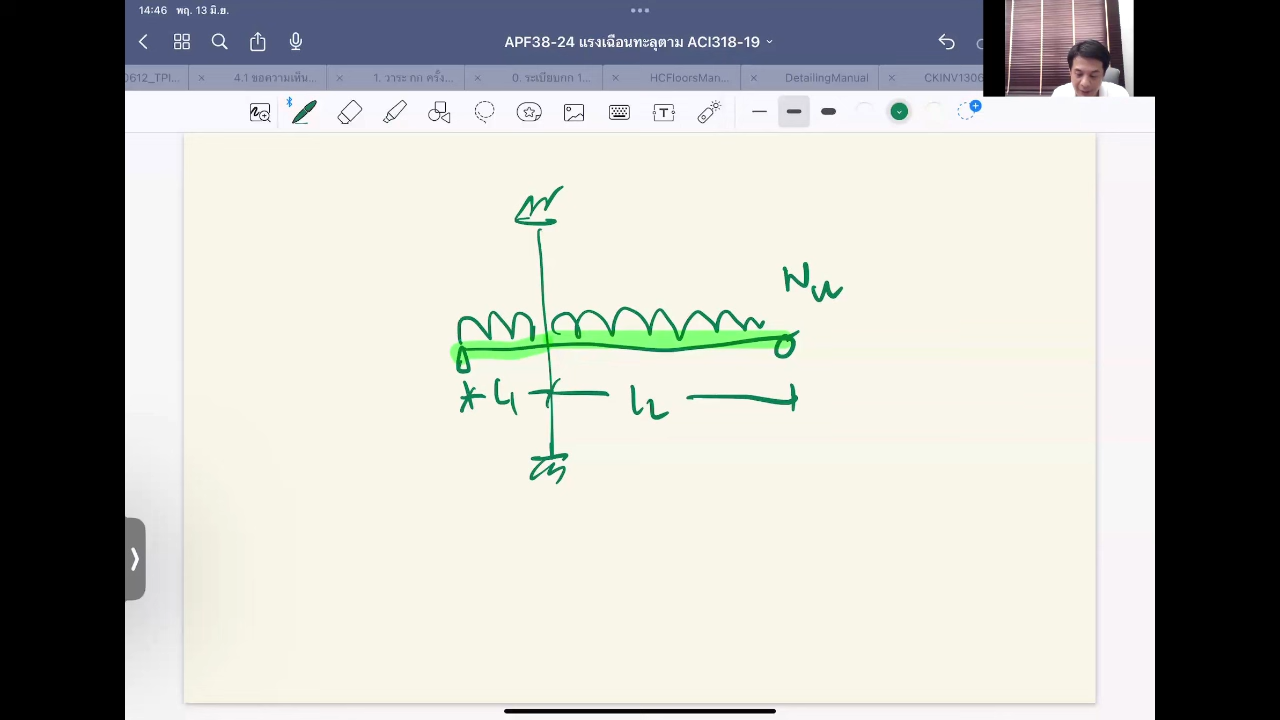 14:46 พฤ. 13 มิ.ย.
APF38-24 แรงเฉือนทะลุตาม ACI318-19
0612_TPI...
4.1 ขอความเห็น...
1. วาระ กก ครั้ง...
0. ระเบียบกก 1...
HCFloorsMan...
DetailingManual
CKINV1306
Wu
L1
L2